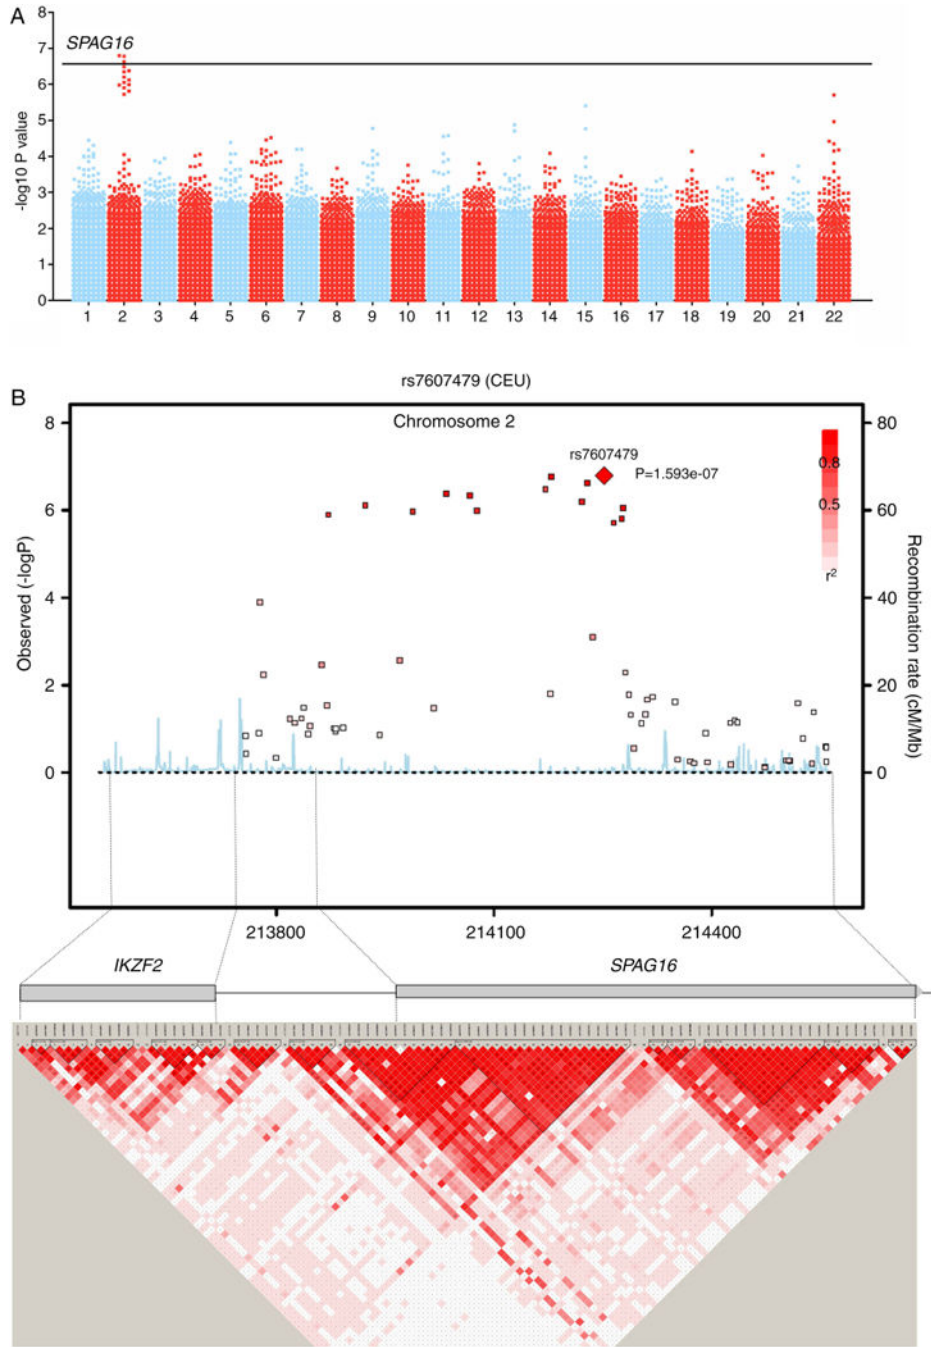 A
8
7
6
5
4
3
2
1
0
-log10 P value
SPAG16
1 2 3 4 5 6 7 8 9 10 11 12 13 14 15 16 17 18 19 20 21 22
B
rs7607479 (CEU)
Chromosome 2
rs7607479
P=1.593e-07
8
6
4
2
0
Observed (-logP)
80
60
40
20
0
Recombination rate (cM/Mb)
0.8
0.5
r2
213800 214100 214400
IKZF2 SPAG16